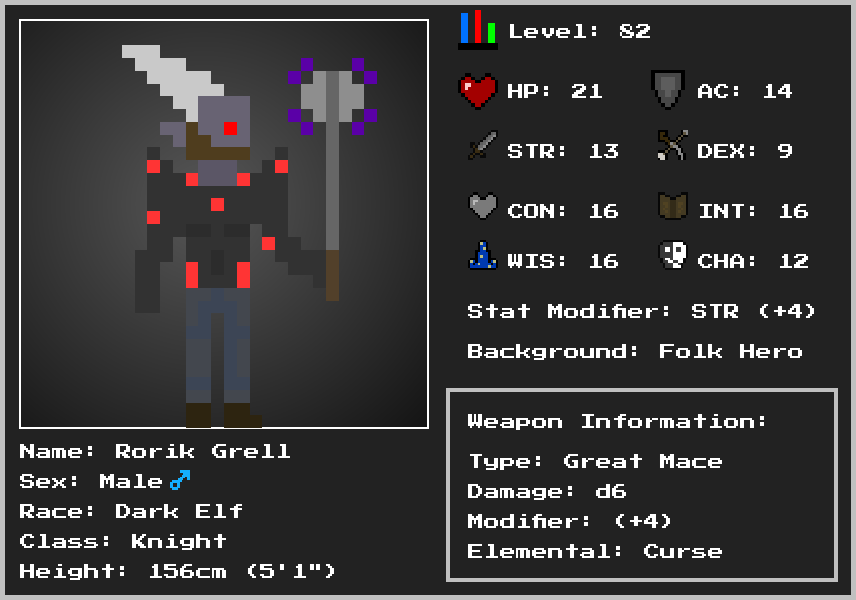 Level: 82
HP: 21 AC: 14
STR: 13 DEX: 9
CON: 16 INT: 16
WIS: 16 CHA: 12
Stat Modifier: STR (+4)
Background: Folk Hero
Weapon Information:
Type: Great Mace
Damage: d6
Modifier: (+4)
Elemental: Curse
Name: Rorik Grell
Sex: Male♂
Race: Dark Elf
Class: Knight
Height: 156cm (5'1")